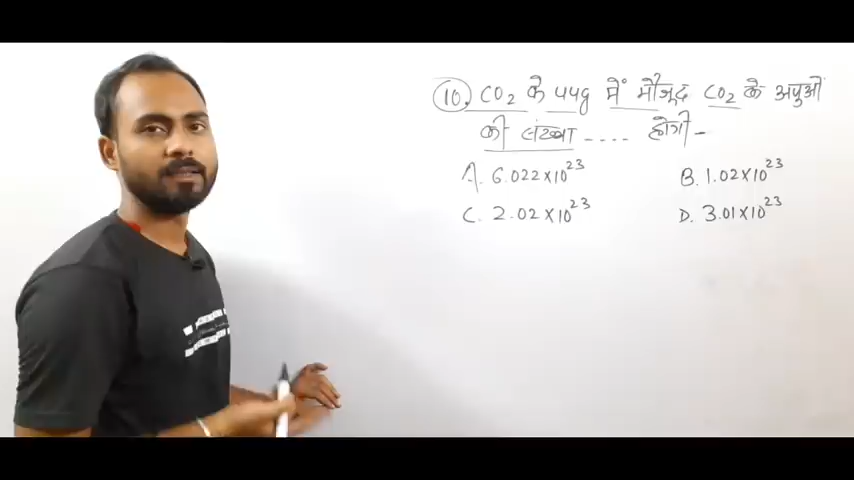 10. CO₂ के 44g में मौजूद CO₂ के अणुओं
की संख्या .... होगी -
A. 6.022×10²³ B. 1.02×10²³
C. 2.02×10²³ D. 3.01×10²³